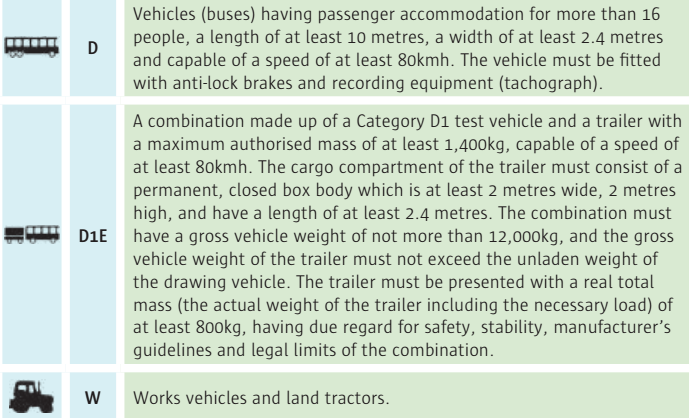 D
Vehicles (buses) having passenger accommodation for more than 16
people, a length of at least 10 metres, a width of at least 2.4 metres
and capable of a speed of at least 80kmh. The vehicle must be fitted
with anti-lock brakes and recording equipment (tachograph).
D1E
A combination made up of a Category D1 test vehicle and a trailer with
a maximum authorised mass of at least 1,400kg, capable of a speed of
at least 80kmh. The cargo compartment of the trailer must consist of a
permanent, closed box body which is at least 2 metres wide, 2 metres
high, and have a length of at least 2.4 metres. The combination must
have a gross vehicle weight of not more than 12,000kg, and the gross
vehicle weight of the trailer must not exceed the unladen weight of
the drawing vehicle. The trailer must be presented with a real total
mass (the actual weight of the trailer including the necessary load) of
at least 800kg, having due regard for safety, stability, manufacturer’s
guidelines and legal limits of the combination.
W
Works vehicles and land tractors.